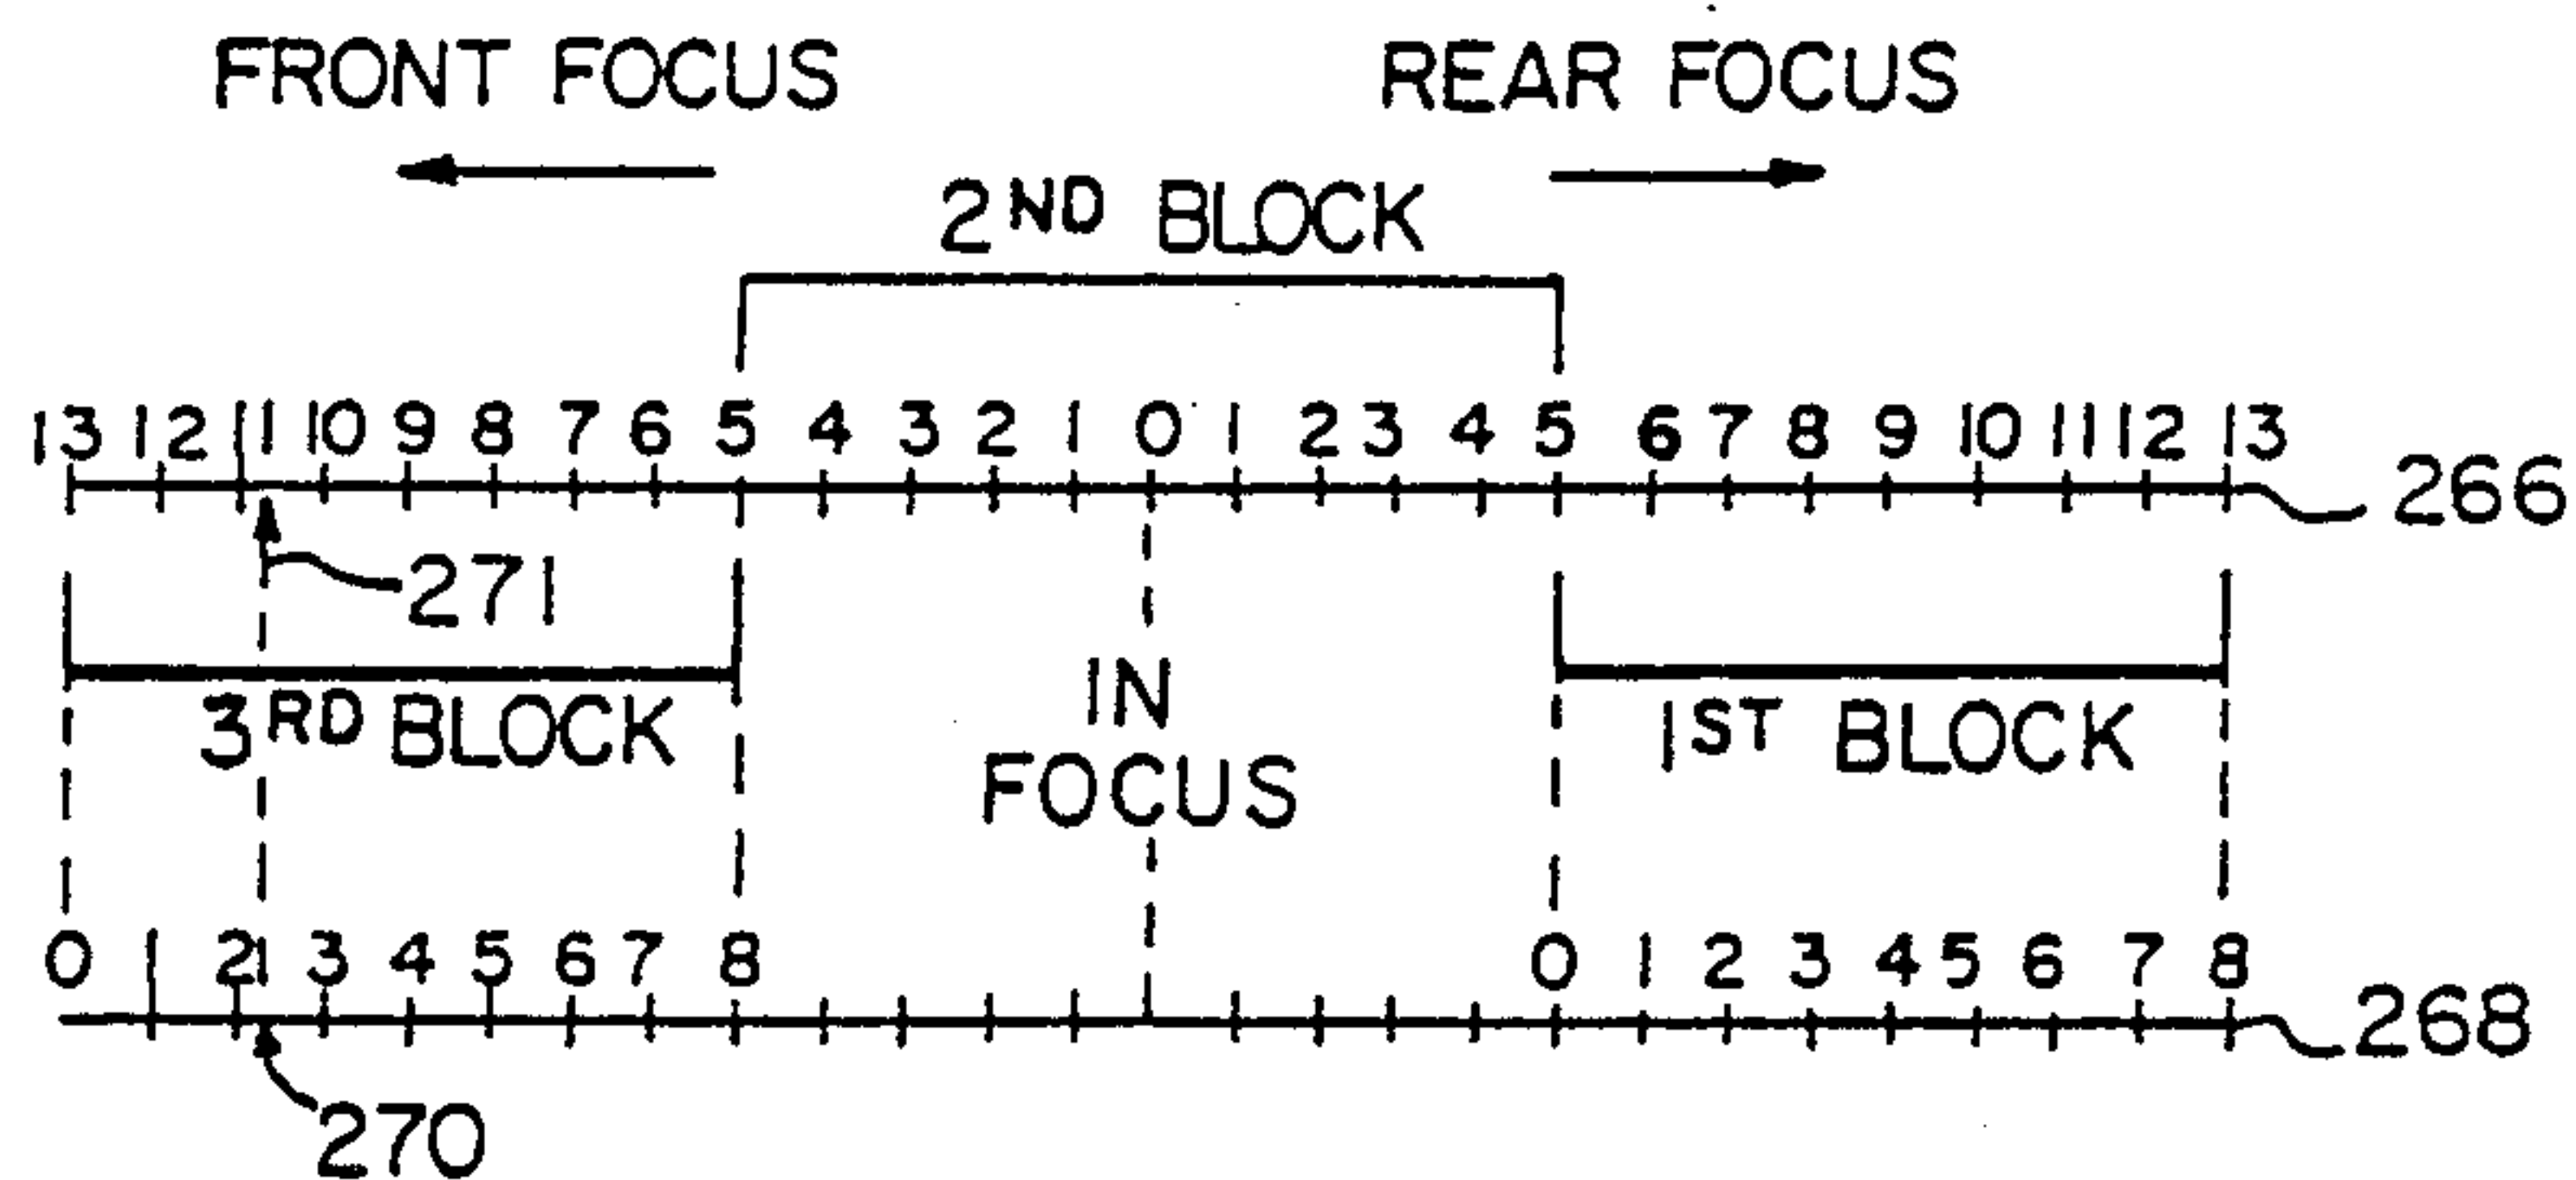 FRONT FOCUS REAR FOCUS
2ND BLOCK
13 12 11 10 9 8 7 6 5 4 3 2 1 0 1 2 3 4 5 6 7 8 9 10 11 12 13
266
271
3RD BLOCK IN FOCUS 1ST BLOCK
0 1 2 3 4 5 6 7 8 0 1 2 3 4 5 6 7 8
268
270